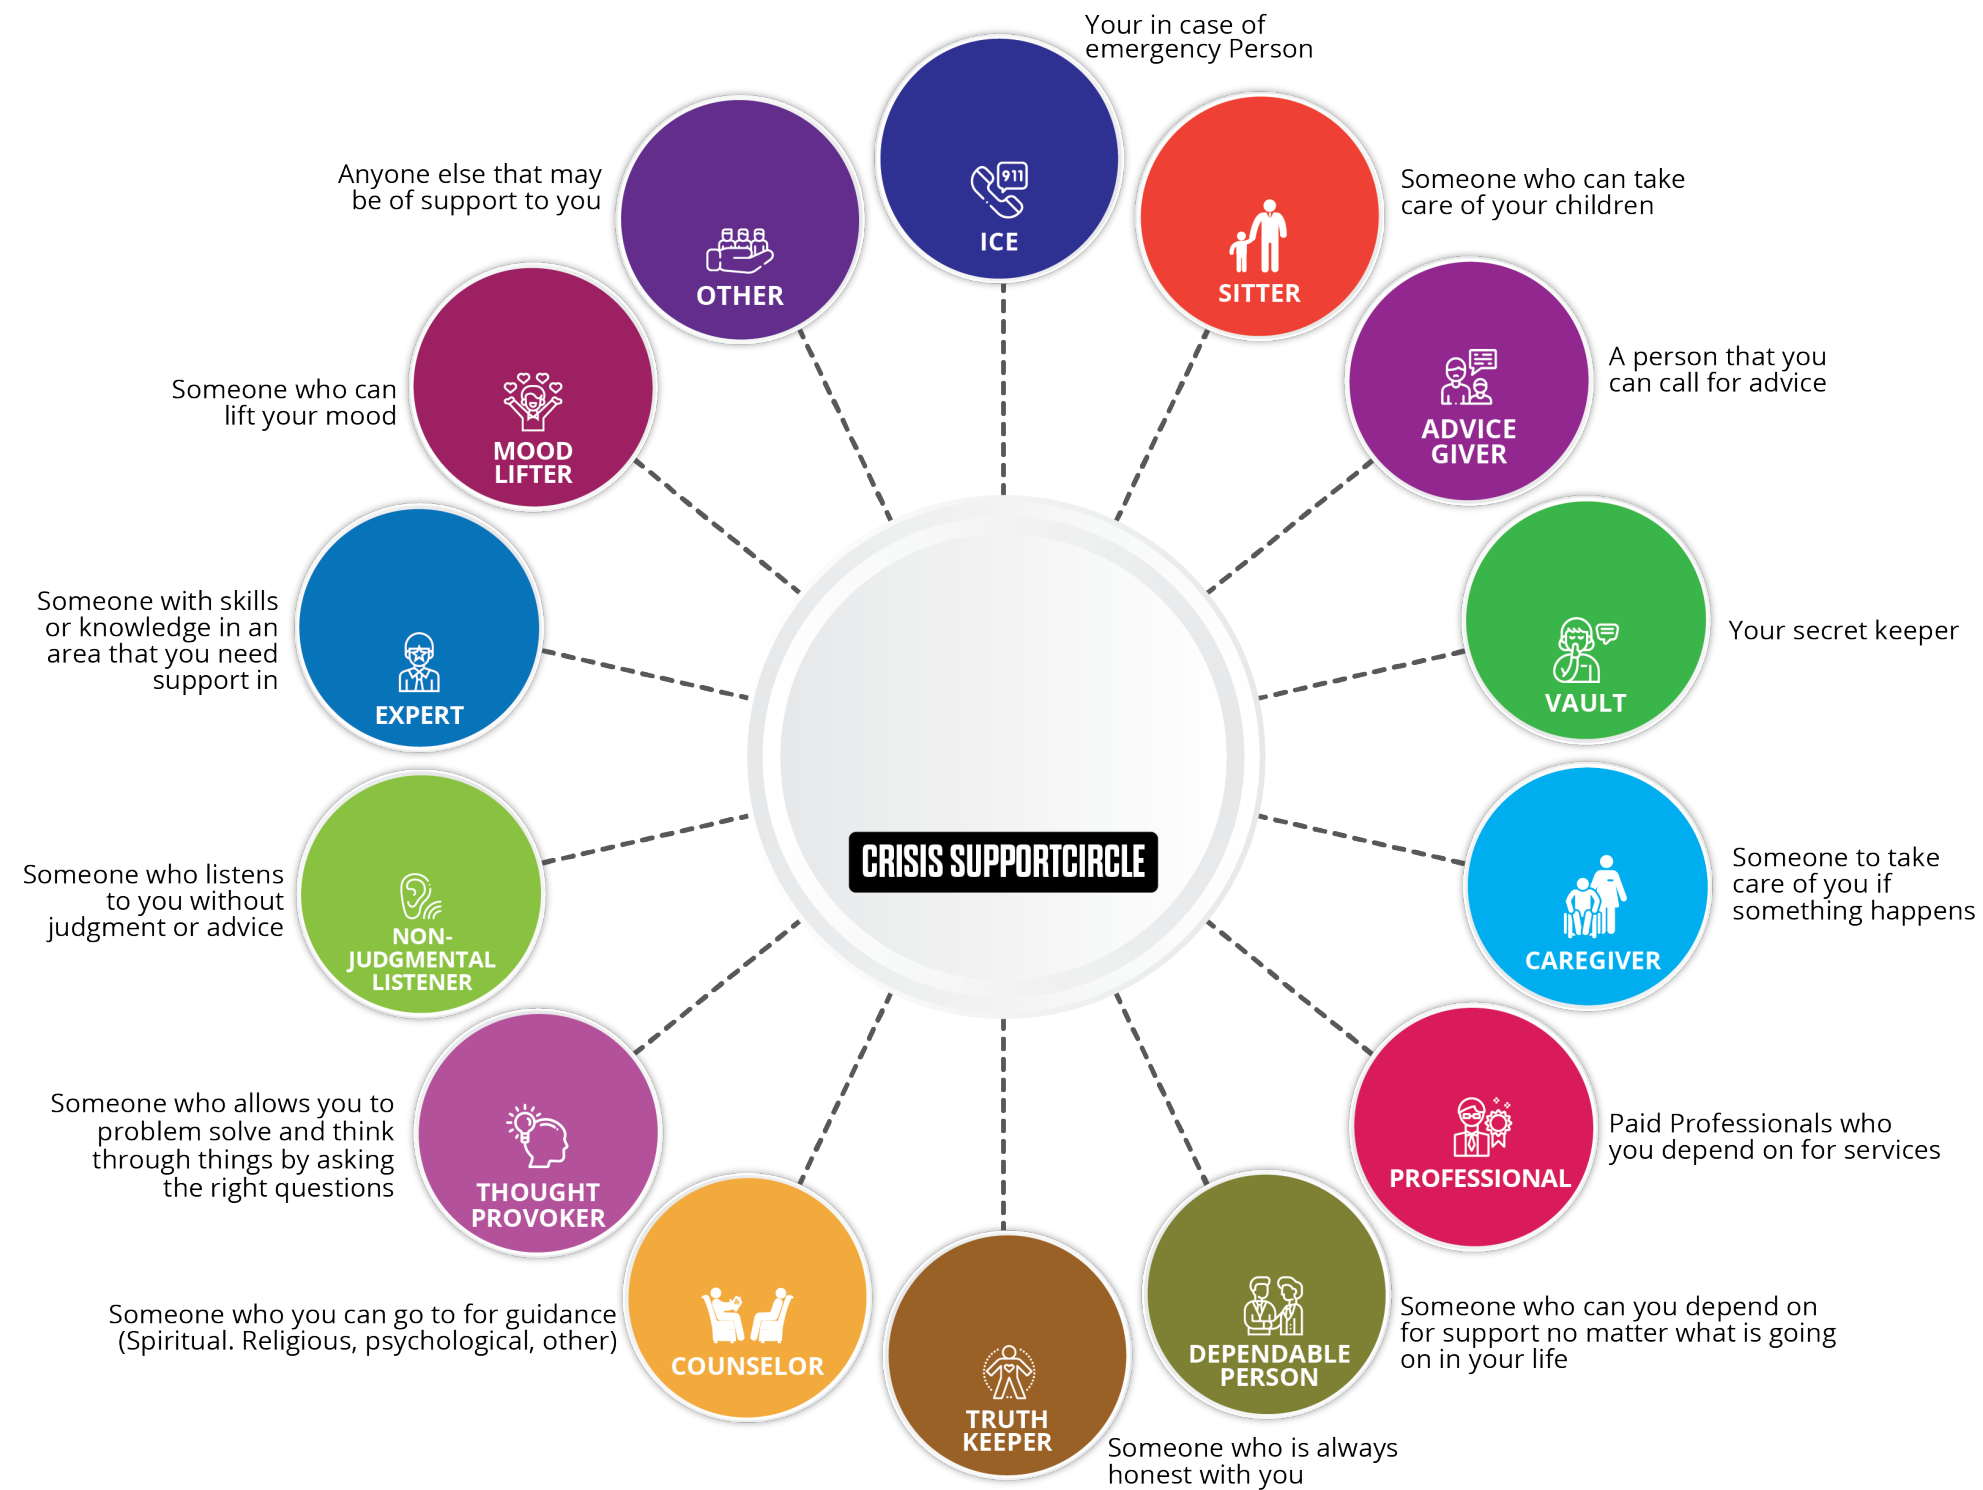 Your in case of
emergency Person
911
ICE
Someone who can take
care of your children
SITTER
A person that you
can call for advice
ADVICE
GIVER
Your secret keeper
VAULT
Someone to take
care of you if
something happens
CAREGIVER
Paid Professionals who
you depend on for services
PROFESSIONAL
Someone who can you depend on
for support no matter what is going
on in your life
DEPENDABLE
PERSON
Someone who is always
honest with you
TRUTH
KEEPER
Someone who you can go to for guidance
(Spiritual. Religious, psychological, other)
COUNSELOR
Someone who allows you to
problem solve and think
through things by asking
the right questions
THOUGHT
PROVOKER
Someone who listens
to you without
judgment or advice
NON-
JUDGMENTAL
LISTENER
Someone with skills
or knowledge in an
area that you need
support in
EXPERT
Someone who can
lift your mood
MOOD
LIFTER
Anyone else that may
be of support to you
OTHER
CRISIS SUPPORTCIRCLE